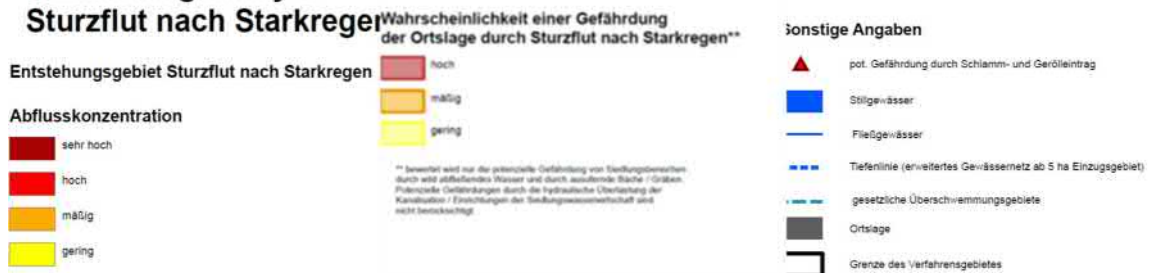 Sturzflut nach Starkregen
Entstehungsgebiet Sturzflut nach Starkregen
Abflusskonzentration
sehr hoch
hoch
mäßig
gering
Wahrscheinlichkeit einer Gefährdung
der Ortslage durch Sturzflut nach Starkregen**
hoch
mäßig
gering
** bewertet wird nur die potenzielle Gefährdung von Siedlungsbereichen
durch wild abfließendes Wasser und durch ausufernde Bäche / Gräben.
Potenzielle Gefährdungen durch die hydraulische Überlastung der
Kanalisation / Einrichtungen der Siedlungswasserwirtschaft sind
nicht berücksichtigt
Sonstige Angaben
pot. Gefährdung durch Schlamm- und Gerölleintrag
Stillgewässer
Fließgewässer
Tiefenlinie (erweitertes Gewässernetz ab 5 ha Einzugsgebiet)
gesetzliche Überschwemmungsgebiete
Ortslage
Grenze des Verfahrensgebietes